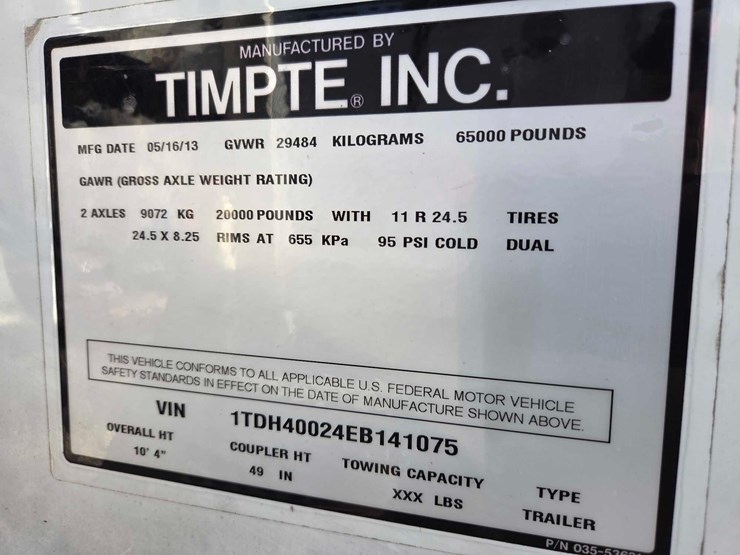 MANUFACTURED BY
TIMPTE® INC.
MFG DATE 05/16/13 GVWR 29484 KILOGRAMS 65000 POUNDS
GAWR (GROSS AXLE WEIGHT RATING)
2 AXLES 9072 KG 20000 POUNDS WITH 11 R 24.5 TIRES
24.5 X 8.25 RIMS AT 655 KPa 95 PSI COLD DUAL
THIS VEHICLE CONFORMS TO ALL APPLICABLE U.S. FEDERAL MOTOR VEHICLE
SAFETY STANDARDS IN EFFECT ON THE DATE OF MANUFACTURE SHOWN ABOVE.
VIN 1TDH40024EB141075
OVERALL HT COUPLER HT TOWING CAPACITY TYPE
10' 4" 49 IN XXX LBS TRAILER
P/N